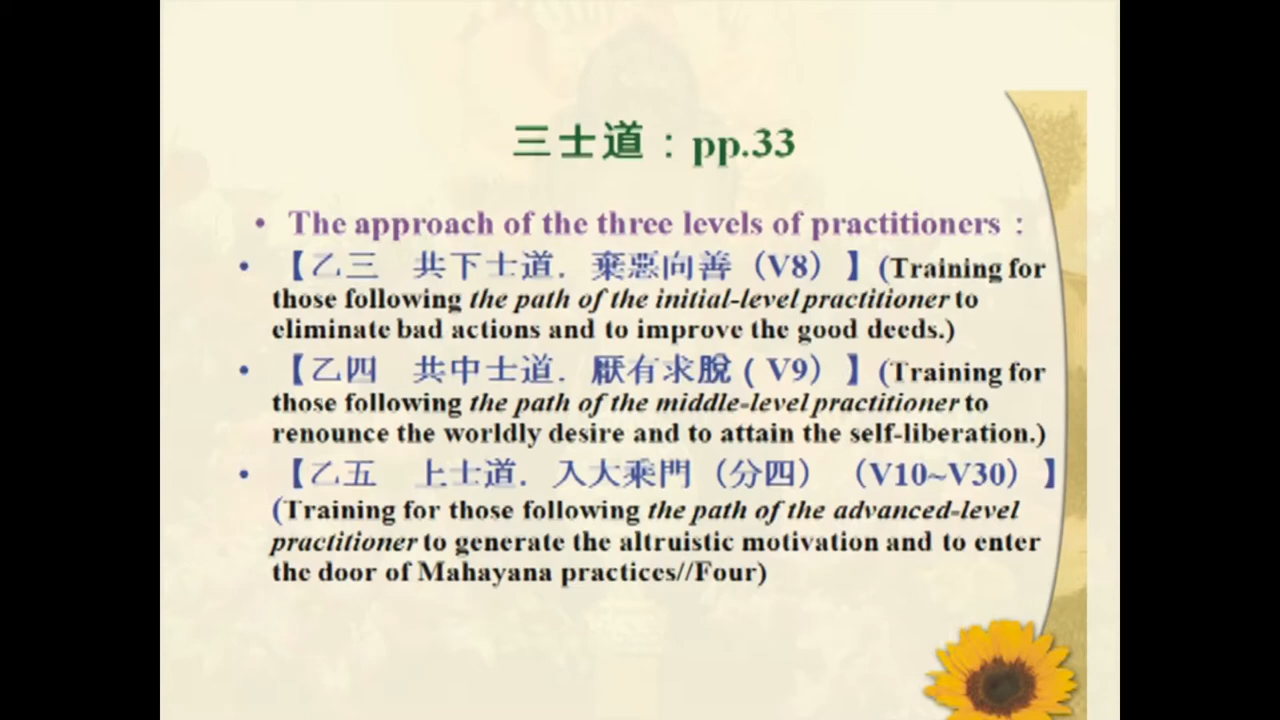 三士道：pp.33
• The approach of the three levels of practitioners：
• 【乙三　共下士道．棄惡向善（V8）】(Training for
those following the path of the initial-level practitioner to
eliminate bad actions and to improve the good deeds.)
• 【乙四　共中士道．厭有求脫 ( V9）】(Training for
those following the path of the middle-level practitioner to
renounce the worldly desire and to attain the self-liberation.)
• 【乙五　上士道．入大乘門（分四）（V10~V30）】
(Training for those following the path of the advanced-level
practitioner to generate the altruistic motivation and to enter
the door of Mahayana practices//Four)